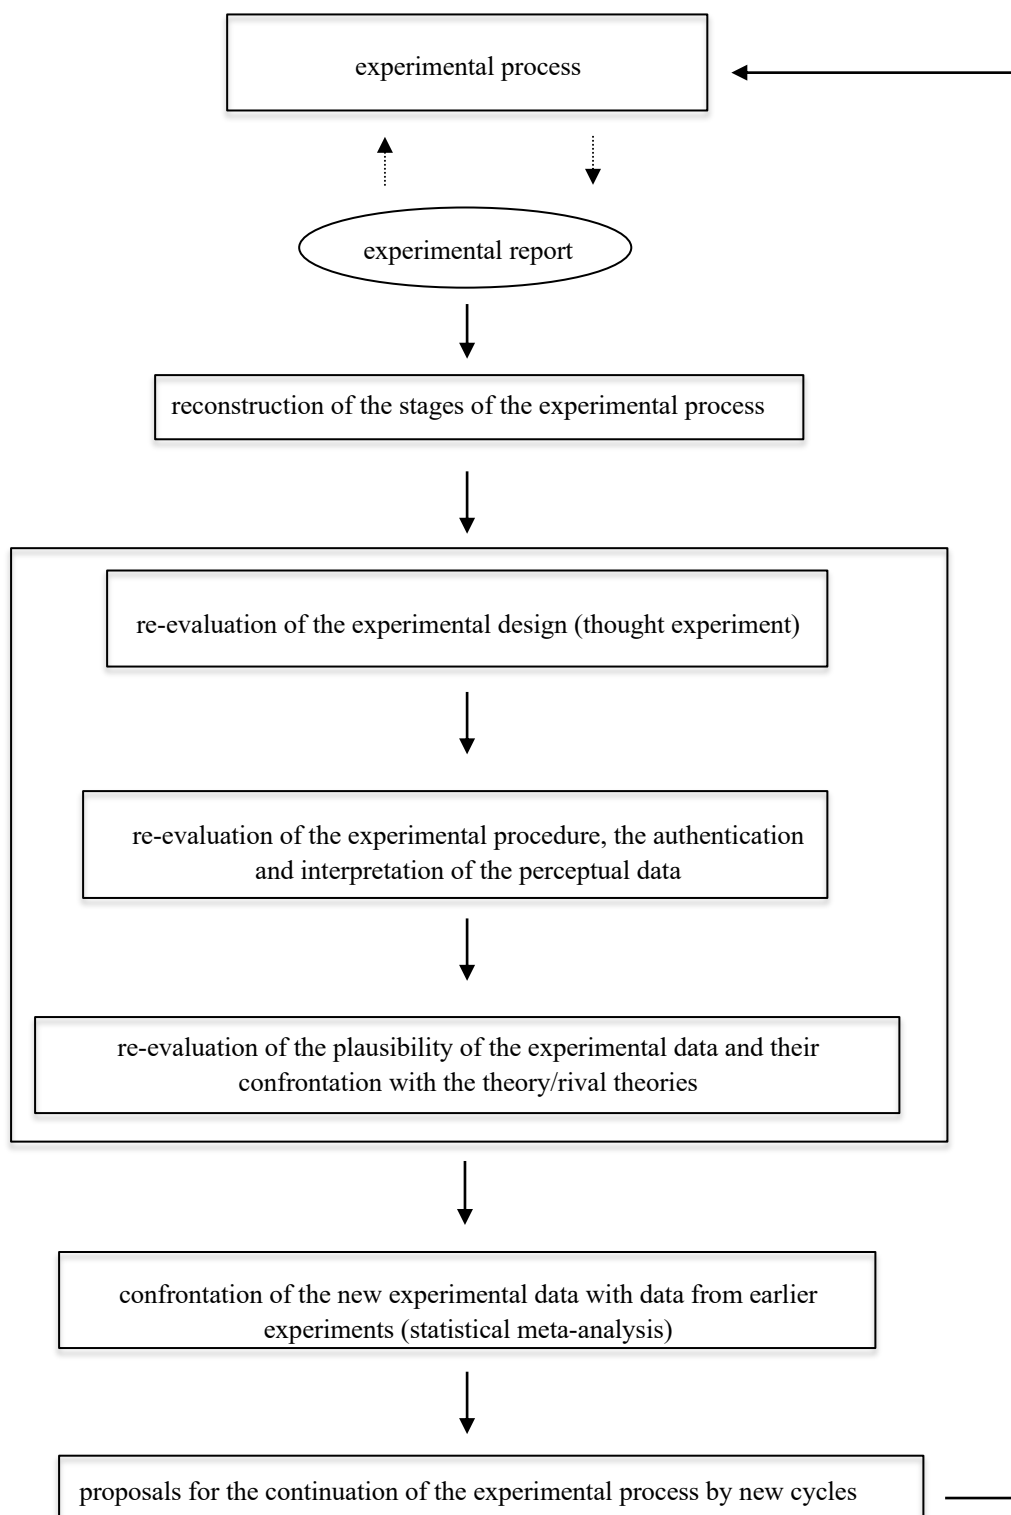 experimental process
experimental report
reconstruction of the stages of the experimental process
re-evaluation of the experimental design (thought experiment)
re-evaluation of the experimental procedure, the authentication
and interpretation of the perceptual data
re-evaluation of the plausibility of the experimental data and their
confrontation with the theory/rival theories
confrontation of the new experimental data with data from earlier
experiments (statistical meta-analysis)
proposals for the continuation of the experimental process by new cycles